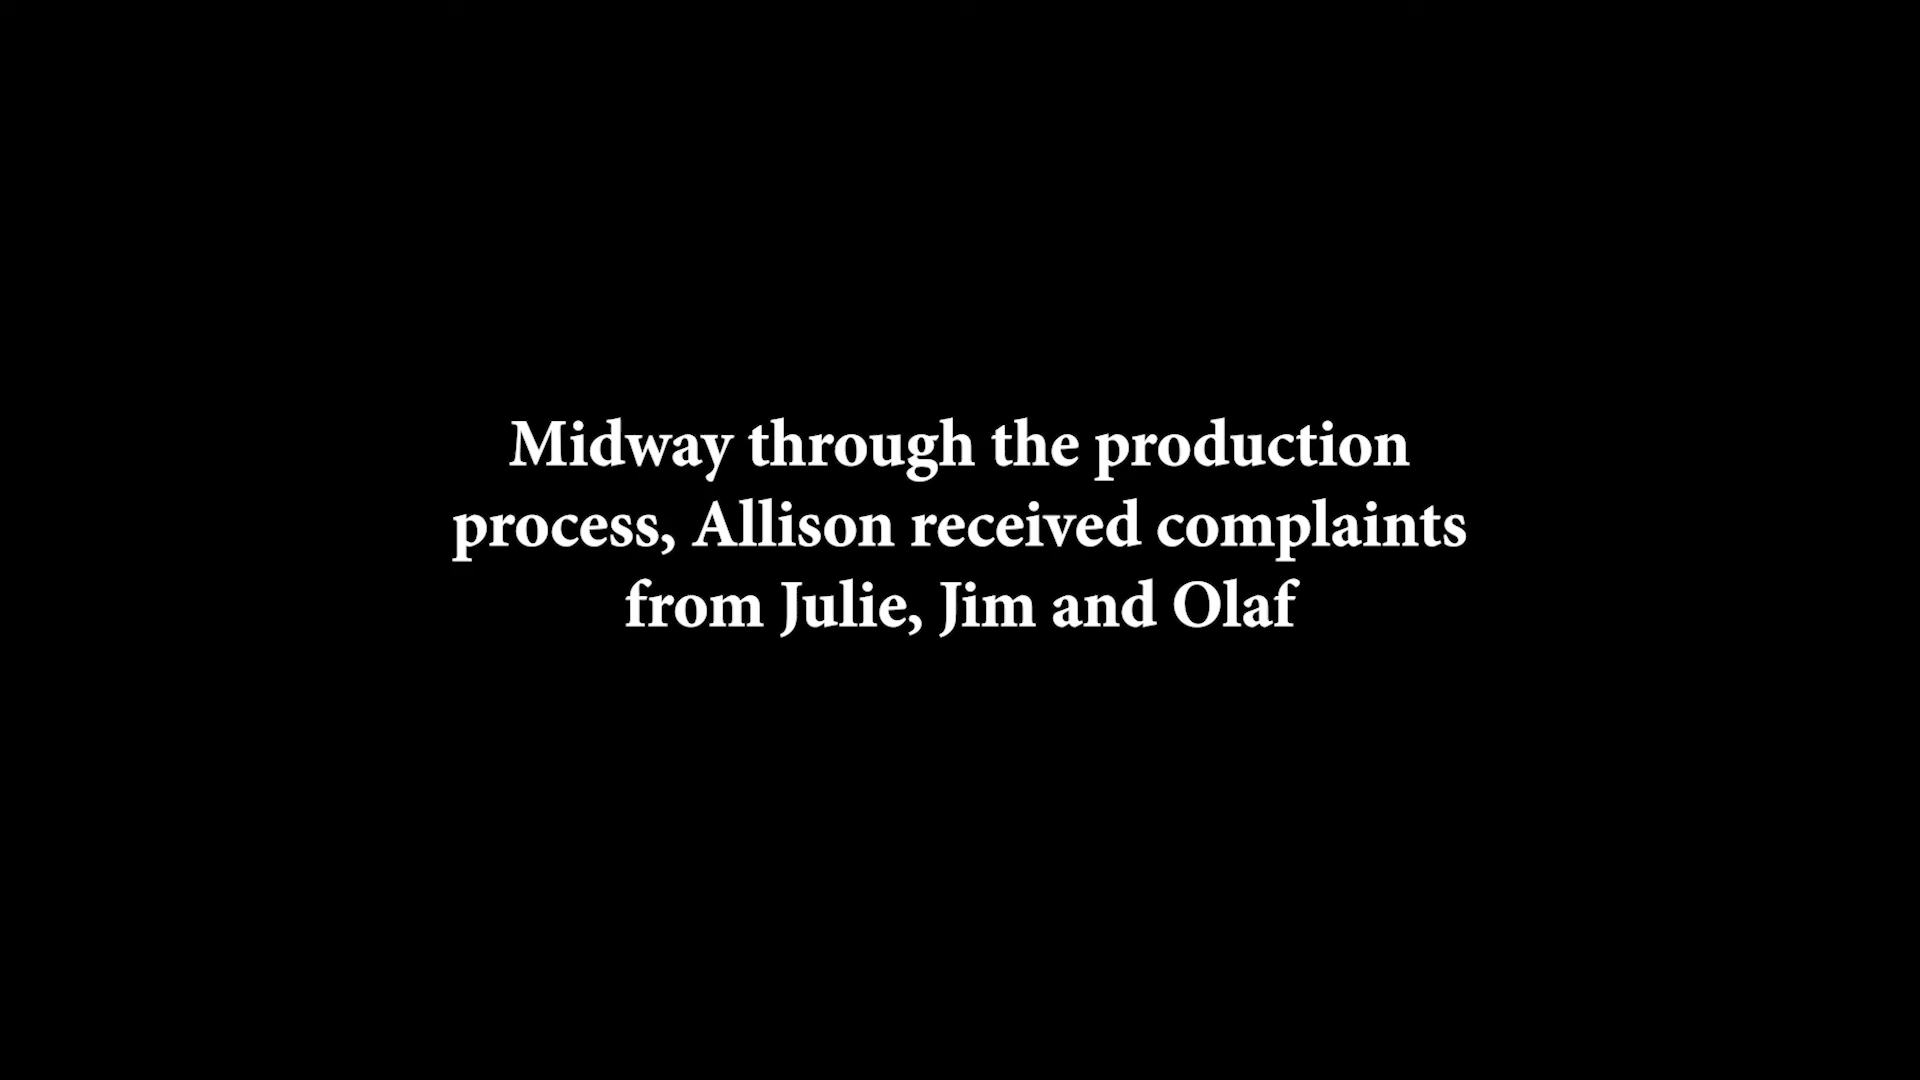 Midway through the production
process, Allison received complaints
from Julie, Jim and Olaf